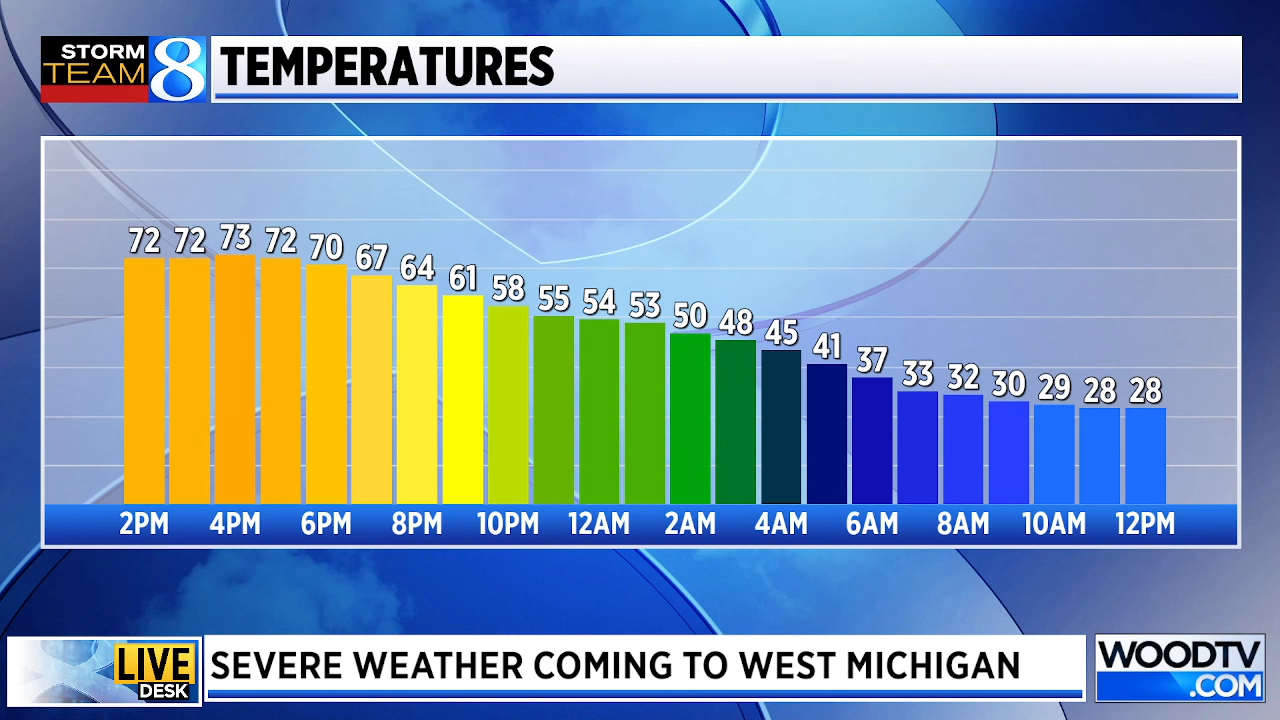 STORM
TEAM 8
TEMPERATURES
72 72 73 72 70 67 64 61 58 55 54 53 50 48 45 41 37 33 32 30 29 28 28
2PM 4PM 6PM 8PM 10PM 12AM 2AM 4AM 6AM 8AM 10AM 12PM
8 LIVE
DESK
SEVERE WEATHER COMING TO WEST MICHIGAN
WOODTV
.COM